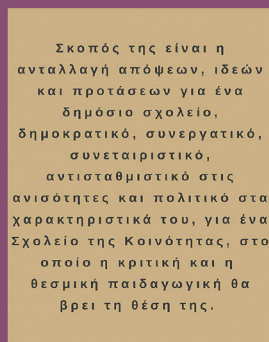 Σκοπός της είναι η
ανταλλαγή απόψεων, ιδεών
και προτάσεων για ένα
δημόσιο σχολείο,
δημοκρατικό, συνεργατικό,
συνεταιριστικό,
αντισταθμιστικό στις
ανισότητες και πολιτικό στα
χαρακτηριστικά του, για ένα
Σχολείο της Κοινότητας, στο
οποίο η κριτική και η
θεσμική παιδαγωγική θα
βρει τη θέση της.